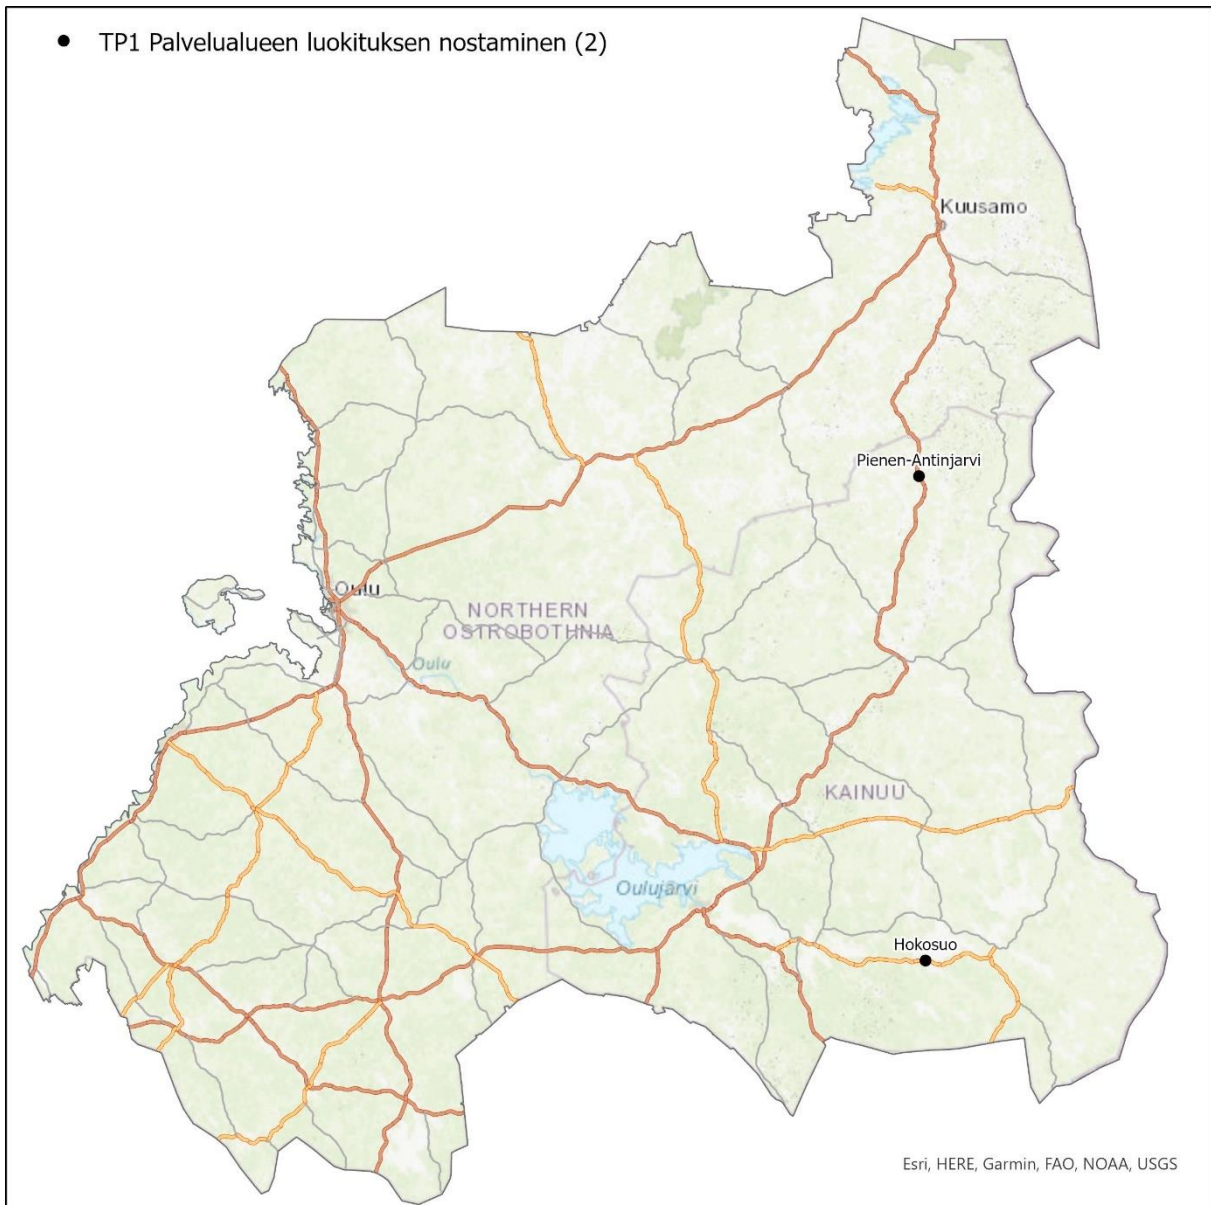 TP1 Palvelualueen luokituksen nostaminen (2)
Kuusamo
Pienen-Antinjarvi
Oulu
NORTHERN
OSTROBOTHNIA
Oulu
KAINUU
Oulujärvi
Hokosuo
Esri, HERE, Garmin, FAO, NOAA, USGS